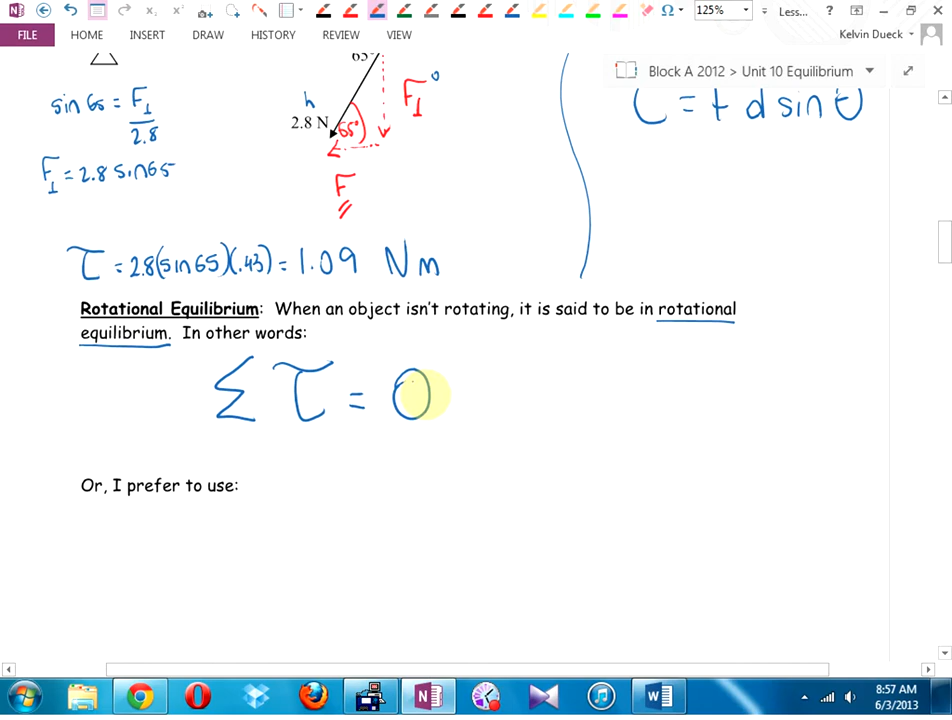 125%
Less...
FILE
HOME
INSERT
DRAW
HISTORY
REVIEW
VIEW
Kelvin Dueck
Block A 2012 > Unit 10 Equilibrium
65
sin 65 = F⊥
2.8
h
2.8 N
65°
F⊥
F⊥ = 2.8 sin65
F
d sin θ
τ = 2.8(sin65)(.43) = 1.09 Nm
Rotational Equilibrium: When an object isn't rotating, it is said to be in rotational
equilibrium. In other words:
Σ τ = 0
Or, I prefer to use:
8:57 AM
6/3/2013